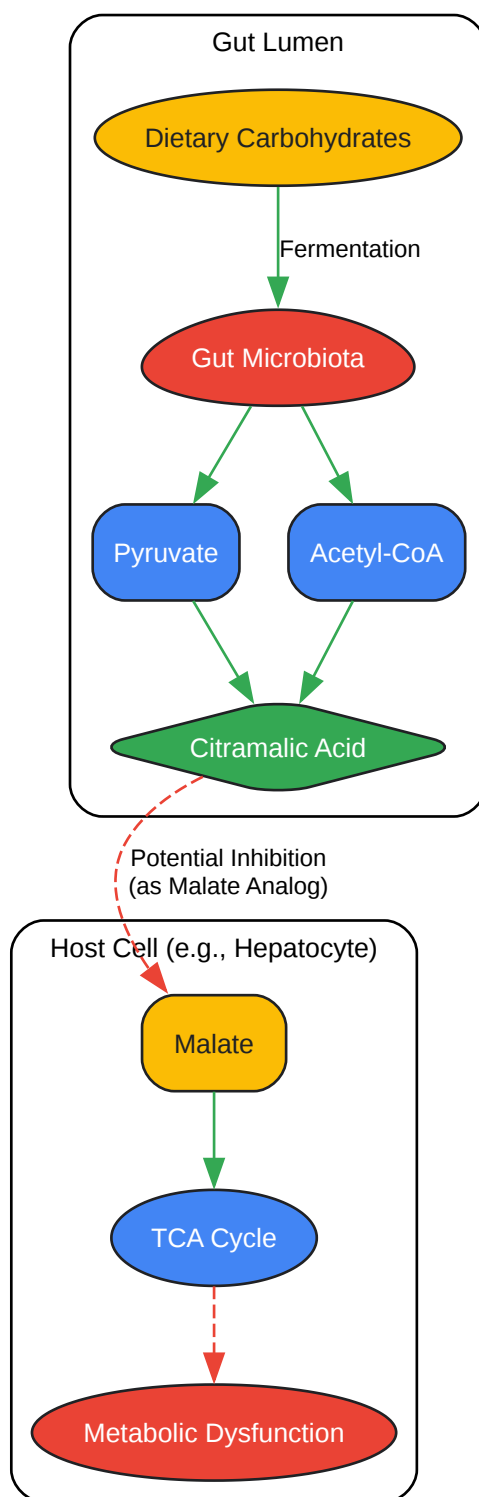 Gut Lumen
Dietary Carbohydrates
Fermentation
Gut Microbiota
Pyruvate
Acetyl-CoA
Citramalic Acid
Potential Inhibition
(as Malate Analog)
Host Cell (e.g., Hepatocyte)
Malate
TCA Cycle
Metabolic Dysfunction